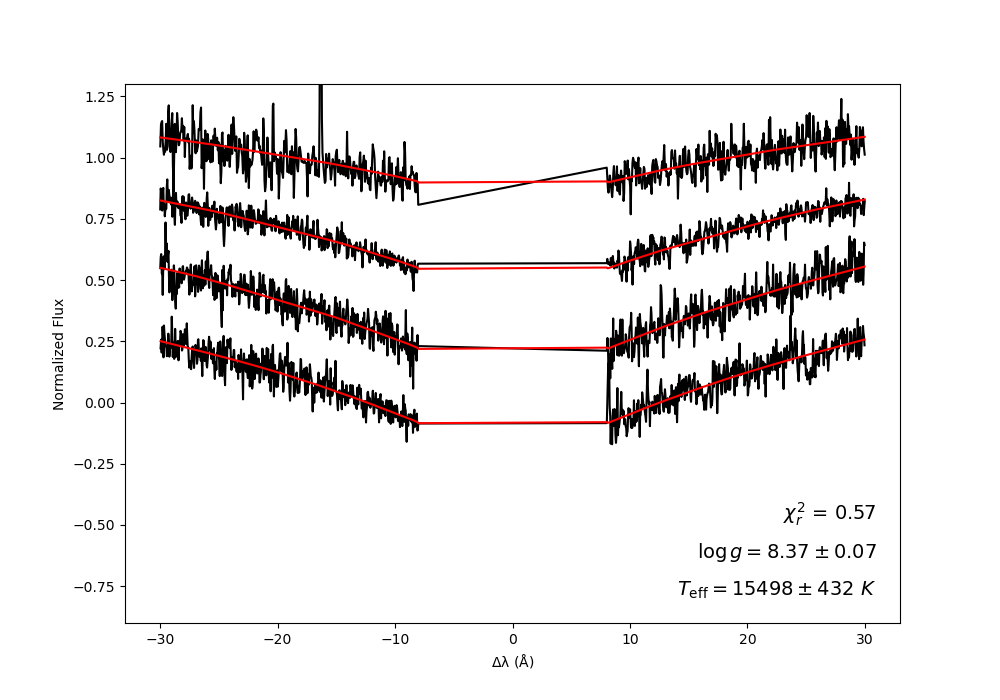 1.25
1.00
0.75
0.50
0.25
0.00
−0.25
−0.50
−0.75
Normalized Flux
χ²ᵣ = 0.57
log g = 8.37 ± 0.07
T_eff = 15498 ± 432 K
−30 −20 −10 0 10 20 30
Δλ (Å)